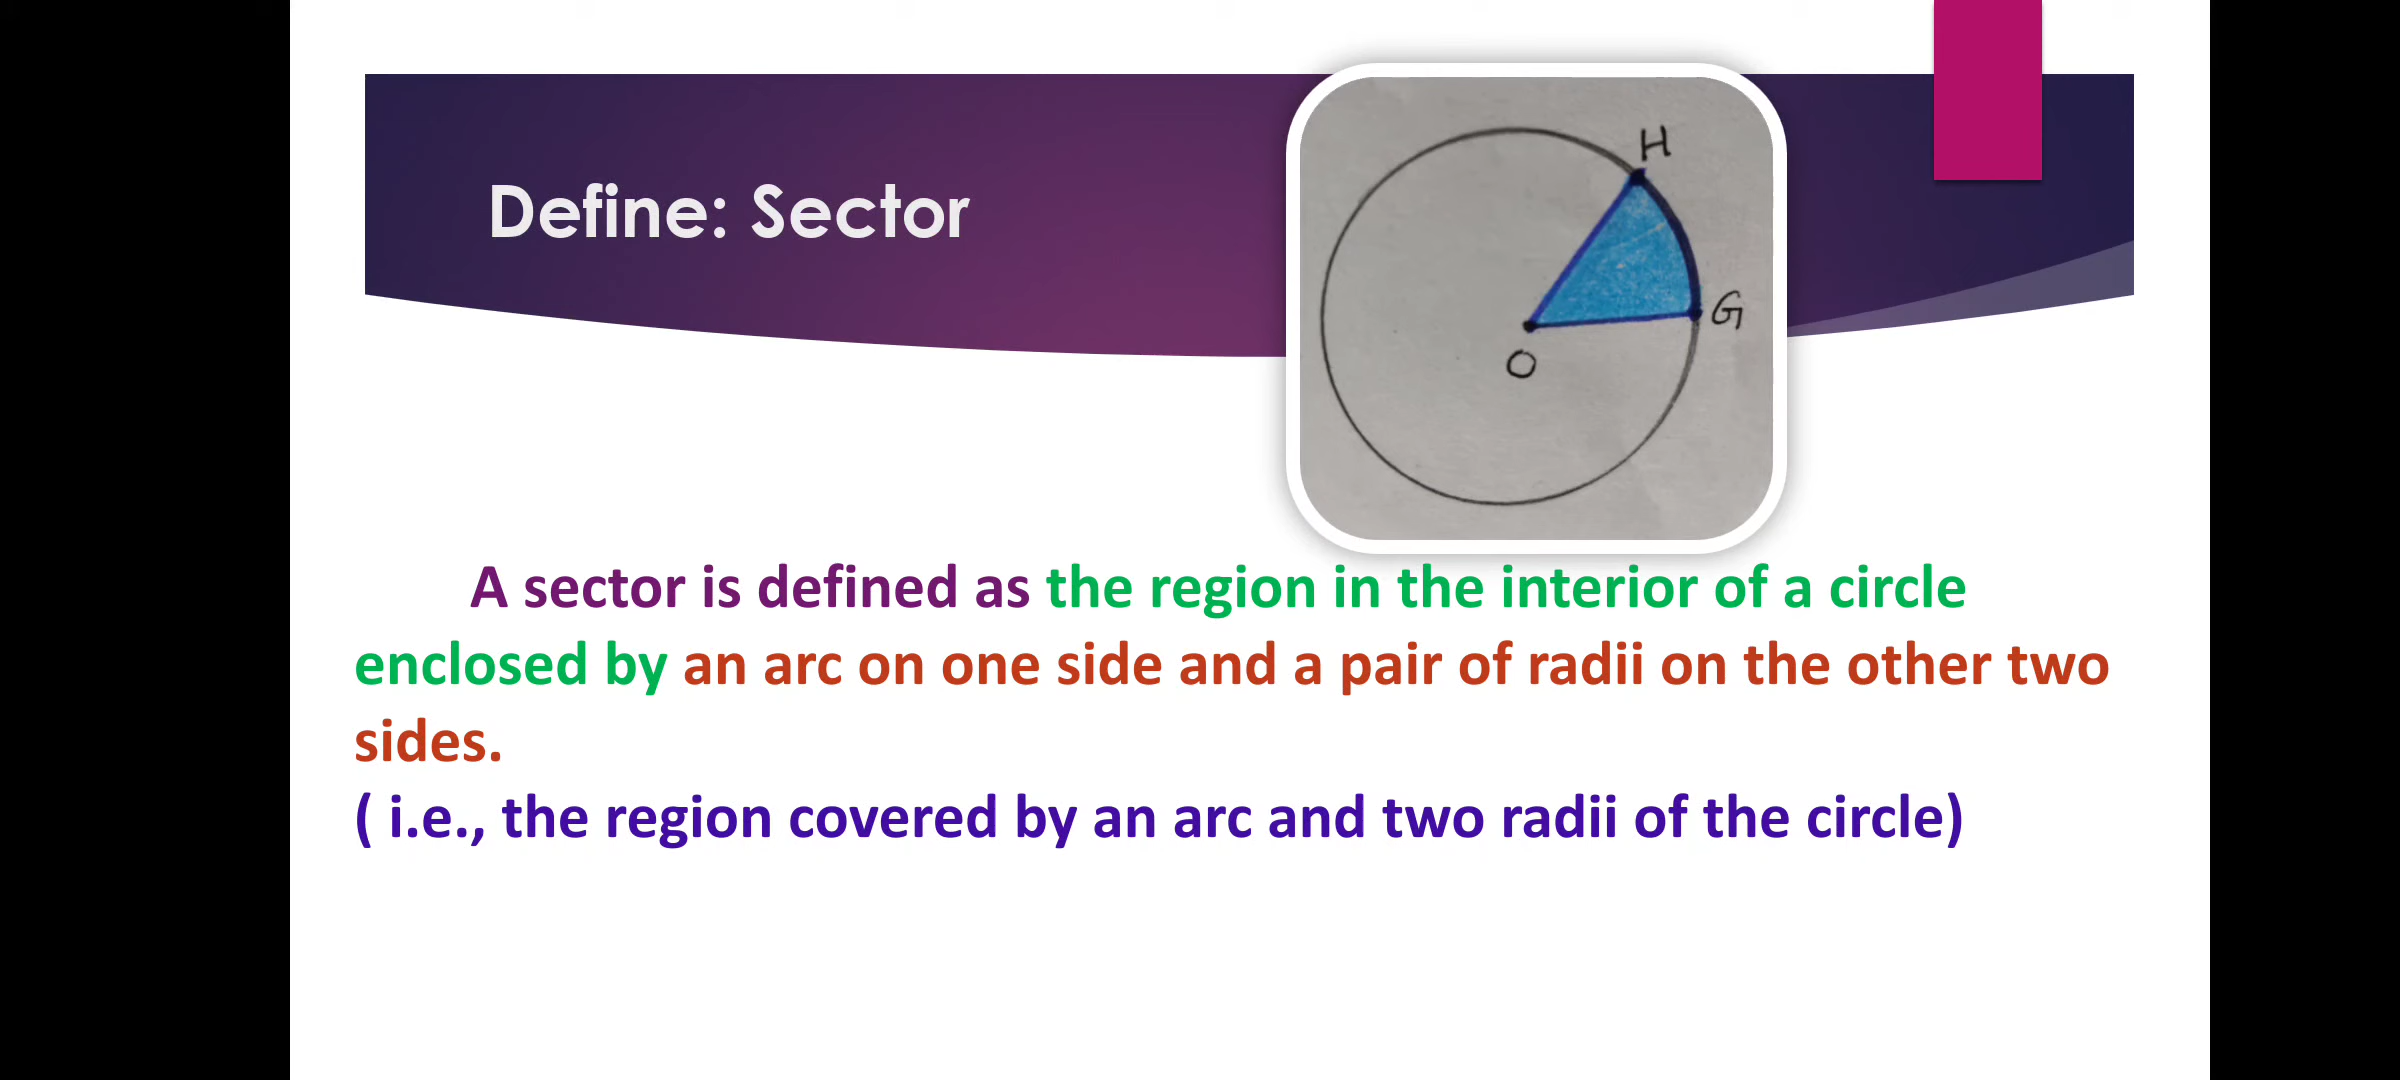 Define: Sector
H
G
O
A sector is defined as the region in the interior of a circle
enclosed by an arc on one side and a pair of radii on the other two
sides.
( i.e., the region covered by an arc and two radii of the circle)